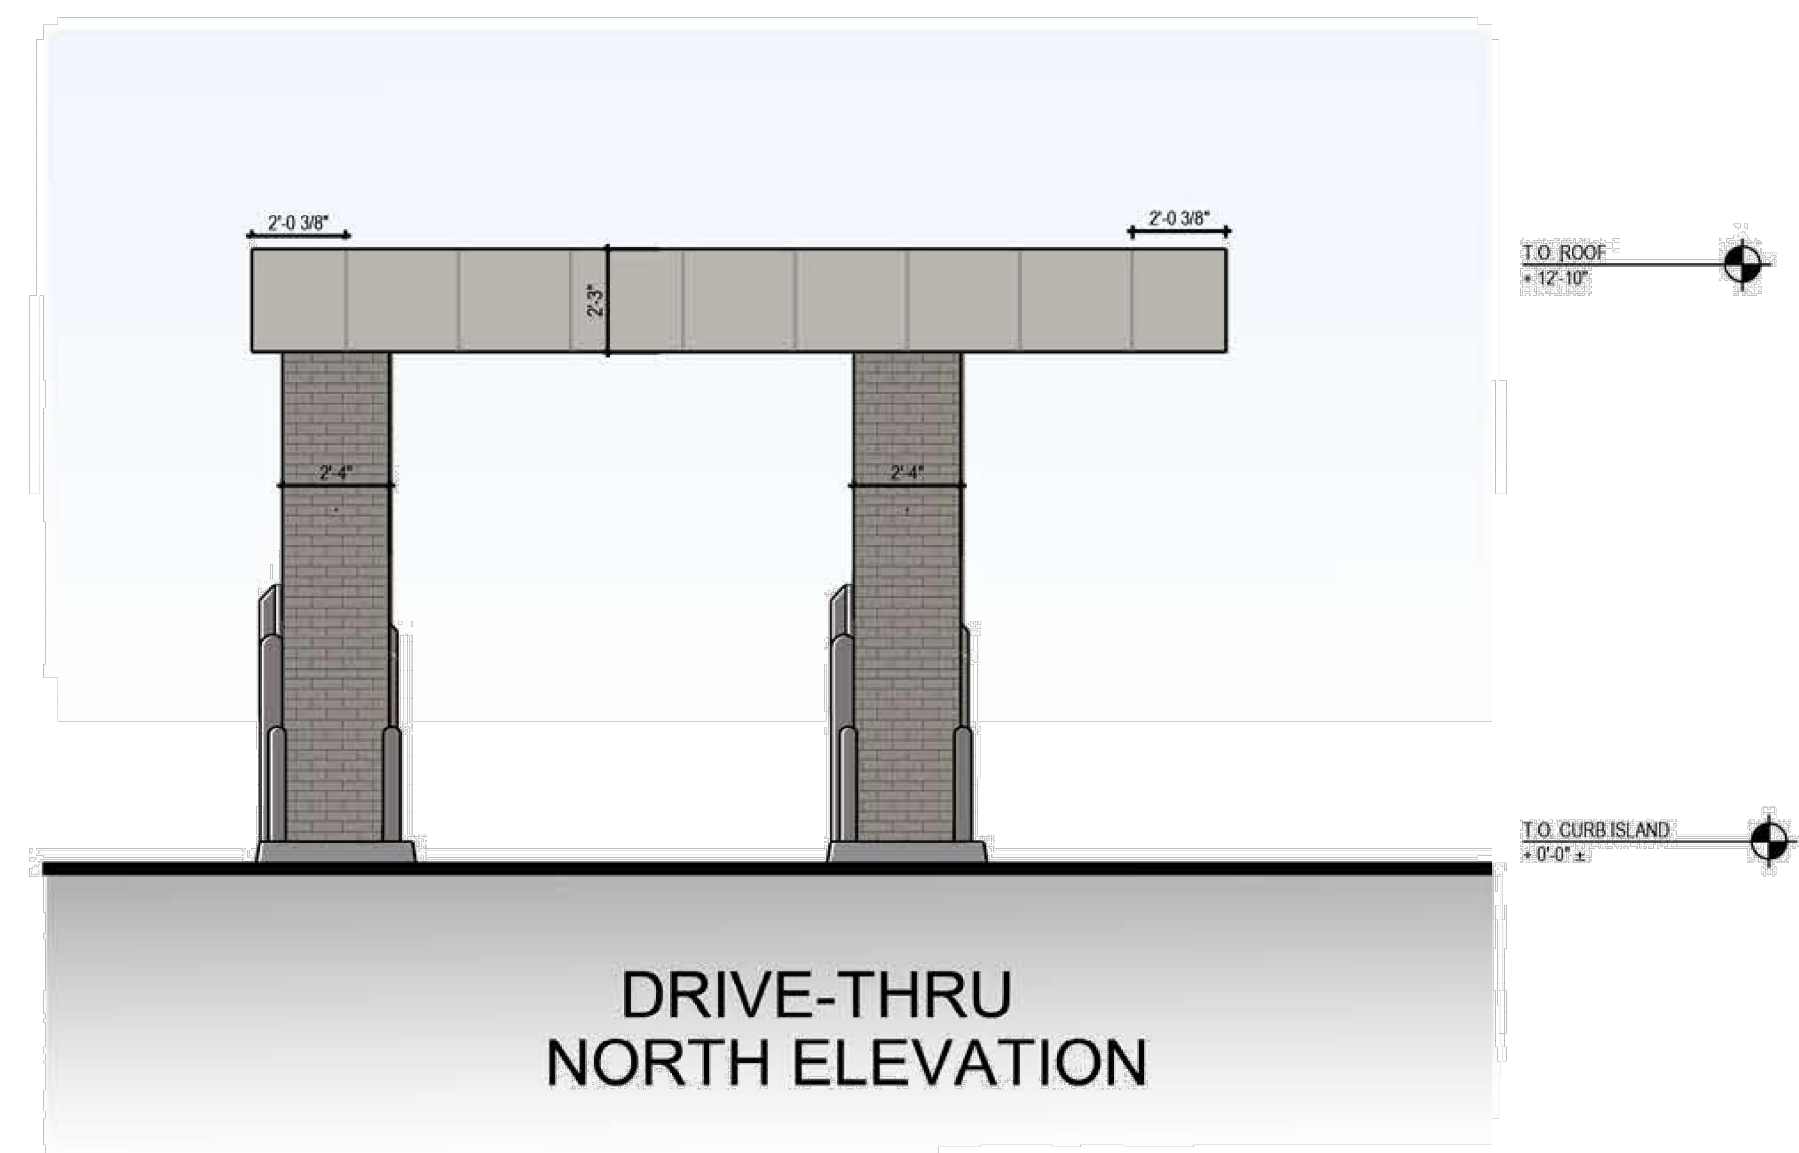 2'-0 3/8"
2'-0 3/8"
T.O. ROOF
+ 12'-10"
2'-3"
2'-4"
2'-4"
T.O. CURB ISLAND
+ 0'-0" ±
DRIVE-THRU
NORTH ELEVATION